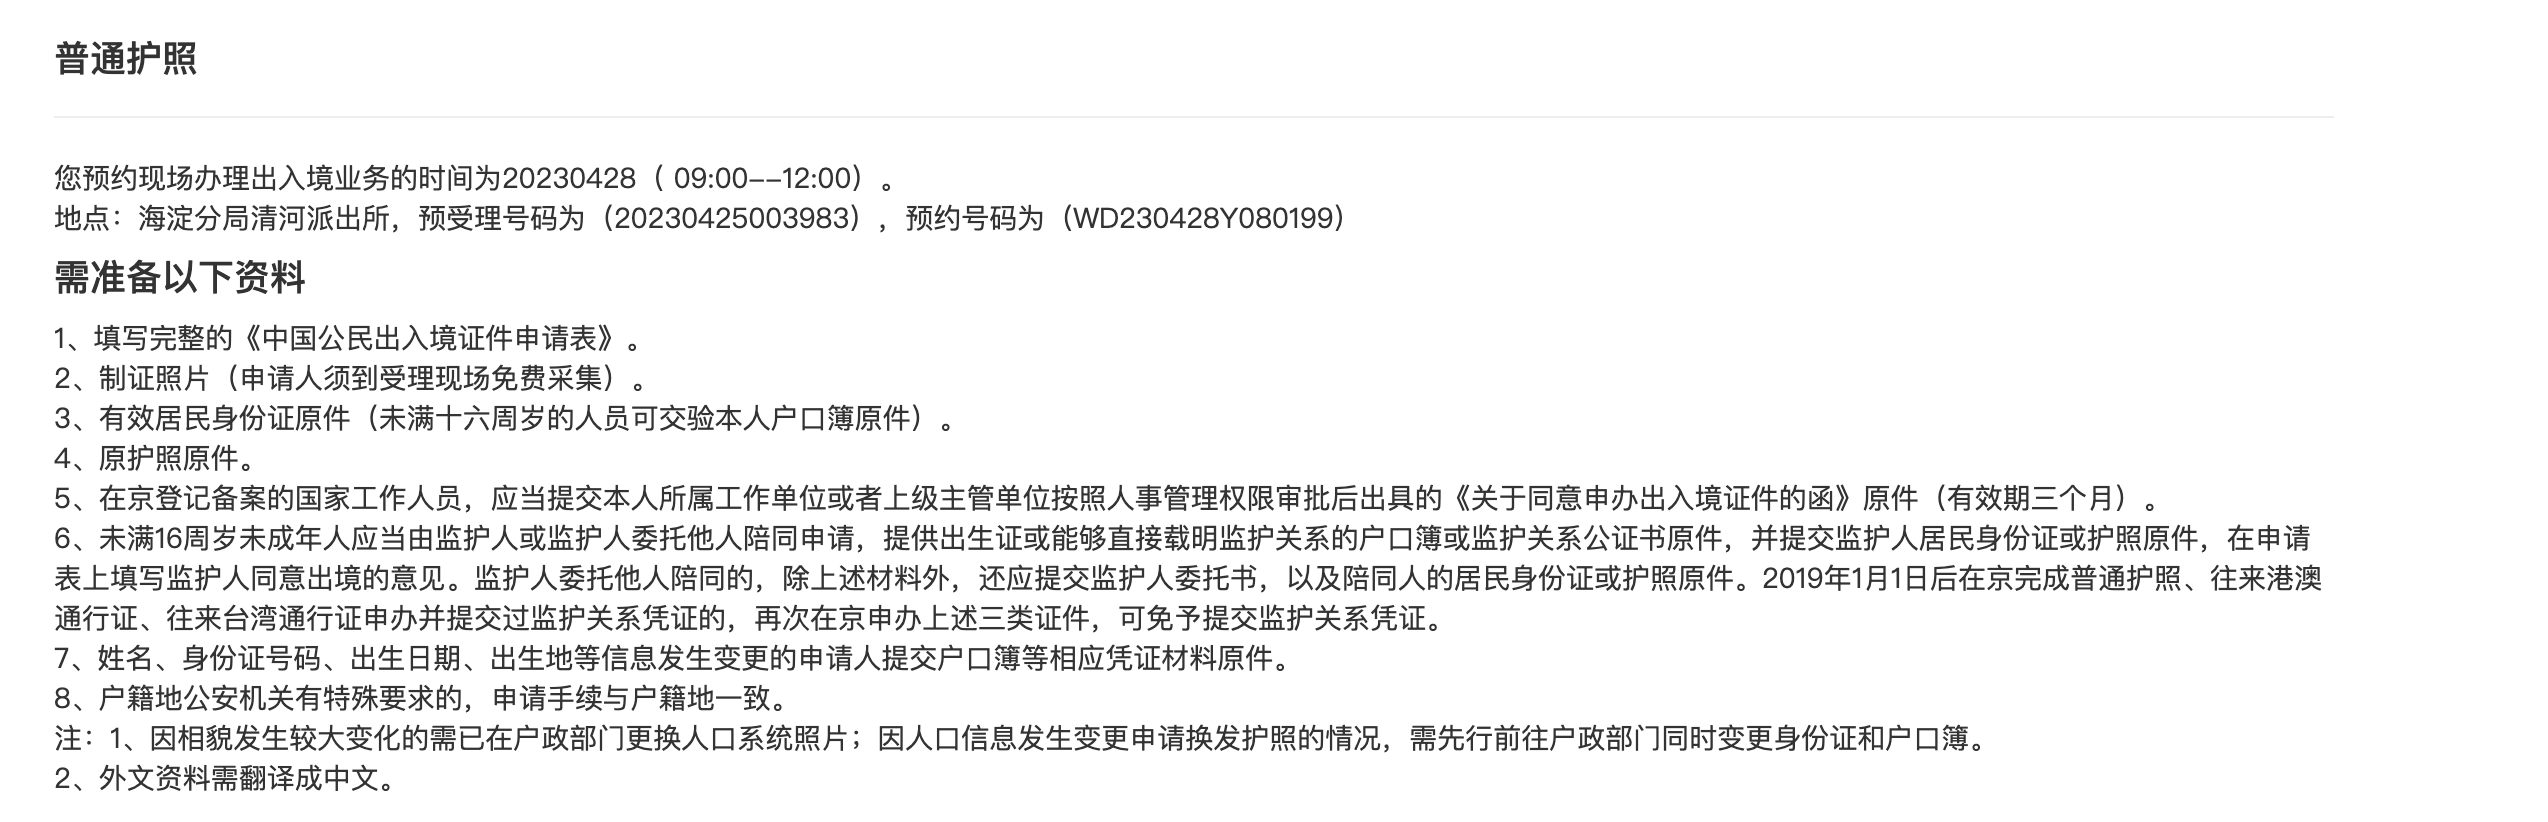 普通护照
您预约现场办理出入境业务的时间为20230428（ 09:00--12:00）。
地点：海淀分局清河派出所，预受理号码为（20230425003983），预约号码为（WD230428Y080199）
需准备以下资料
1、填写完整的《中国公民出入境证件申请表》。
2、制证照片（申请人须到受理现场免费采集）。
3、有效居民身份证原件（未满十六周岁的人员可交验本人户口簿原件）。
4、原护照原件。
5、在京登记备案的国家工作人员，应当提交本人所属工作单位或者上级主管单位按照人事管理权限审批后出具的《关于同意申办出入境证件的函》原件（有效期三个月）。
6、未满16周岁未成年人应当由监护人或监护人委托他人陪同申请，提供出生证或能够直接载明监护关系的户口簿或监护关系公证书原件，并提交监护人居民身份证或护照原件，在申请
表上填写监护人同意出境的意见。监护人委托他人陪同的，除上述材料外，还应提交监护人委托书，以及陪同人的居民身份证或护照原件。2019年1月1日后在京完成普通护照、往来港澳
通行证、往来台湾通行证申办并提交过监护关系凭证的，再次在京申办上述三类证件，可免予提交监护关系凭证。
7、姓名、身份证号码、出生日期、出生地等信息发生变更的申请人提交户口簿等相应凭证材料原件。
8、户籍地公安机关有特殊要求的，申请手续与户籍地一致。
注：1、因相貌发生较大变化的需已在户政部门更换人口系统照片；因人口信息发生变更申请换发护照的情况，需先行前往户政部门同时变更身份证和户口簿。
2、外文资料需翻译成中文。